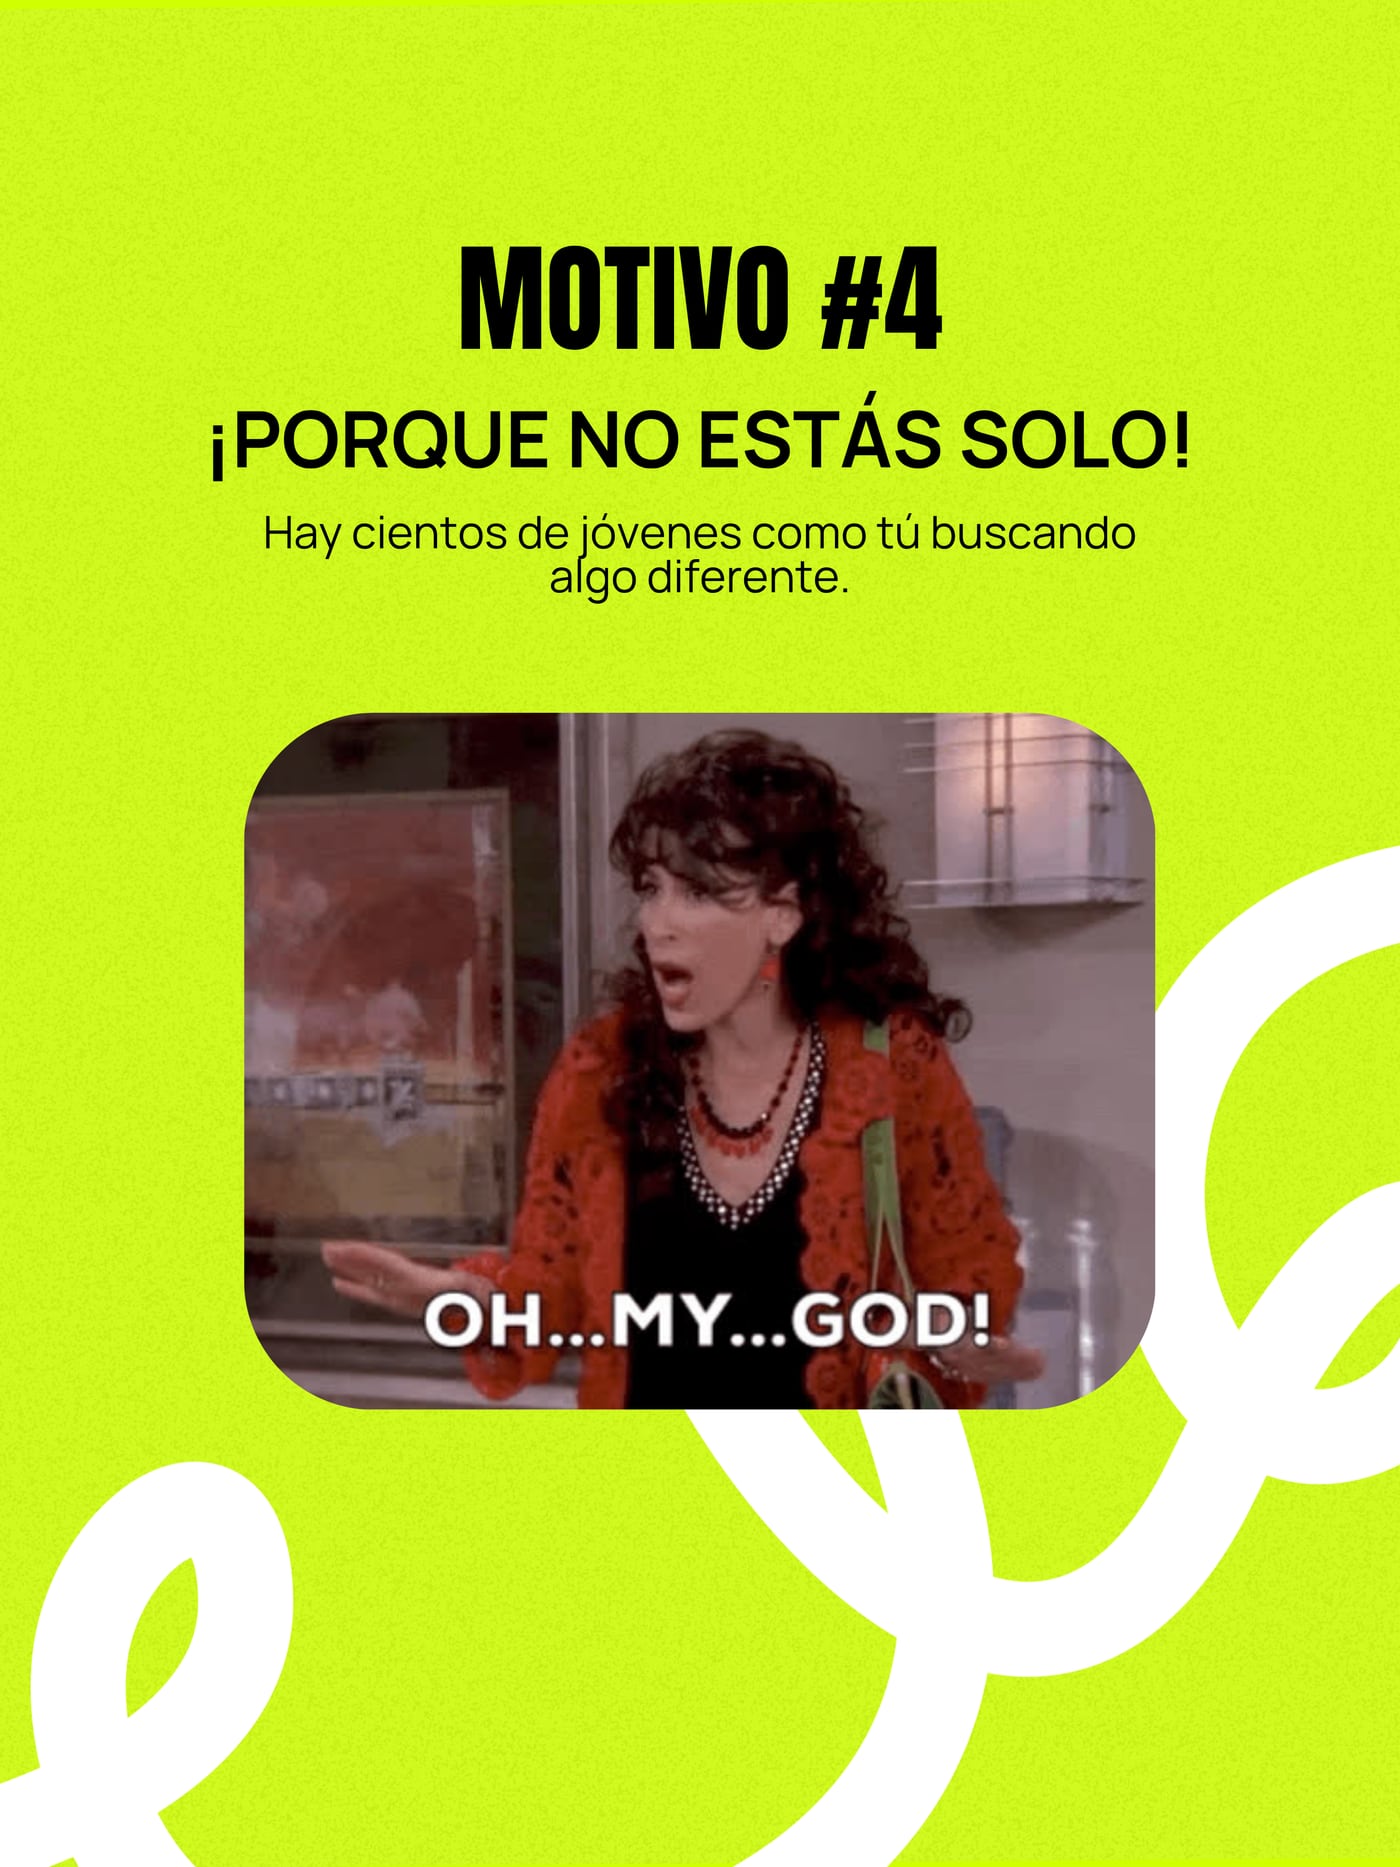 MOTIVO #4
¡PORQUE NO ESTÁS SOLO!
Hay cientos de jóvenes como tú buscando
algo diferente.
OH...MY...GOD!